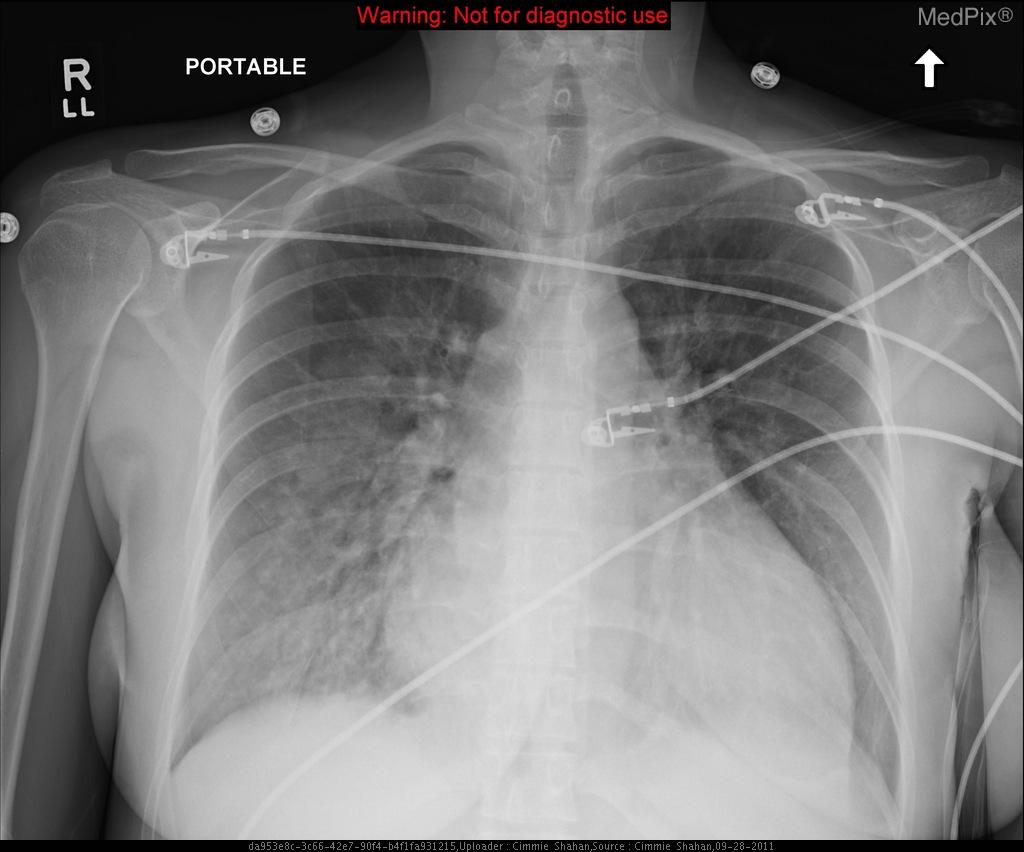 Warning: Not for diagnostic use
MedPix®
R
LL
PORTABLE
da953e8c-3c66-42e7-90f4-b4f1fa931215,Uploader : Cimmie Shahan,Source : Cimmie Shahan,09-28-2011